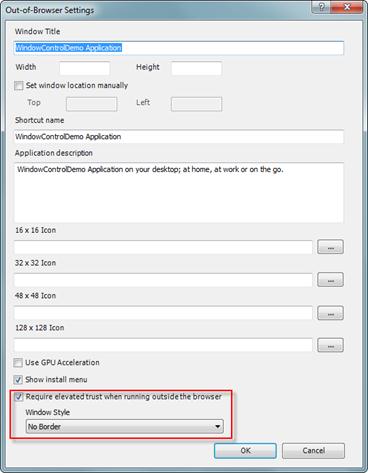 Out-of-Browser Settings
Window Title
WindowControlDemo Application
Width Height
Set window location manually
Top Left
Shortcut name
WindowControlDemo Application
Application description
WindowControlDemo Application on your desktop; at home, at work or on the go.
16 x 16 Icon
...
32 x 32 Icon
...
48 x 48 Icon
...
128 x 128 Icon
...
Use GPU Acceleration
Show install menu
Require elevated trust when running outside the browser
Window Style
No Border
OK Cancel